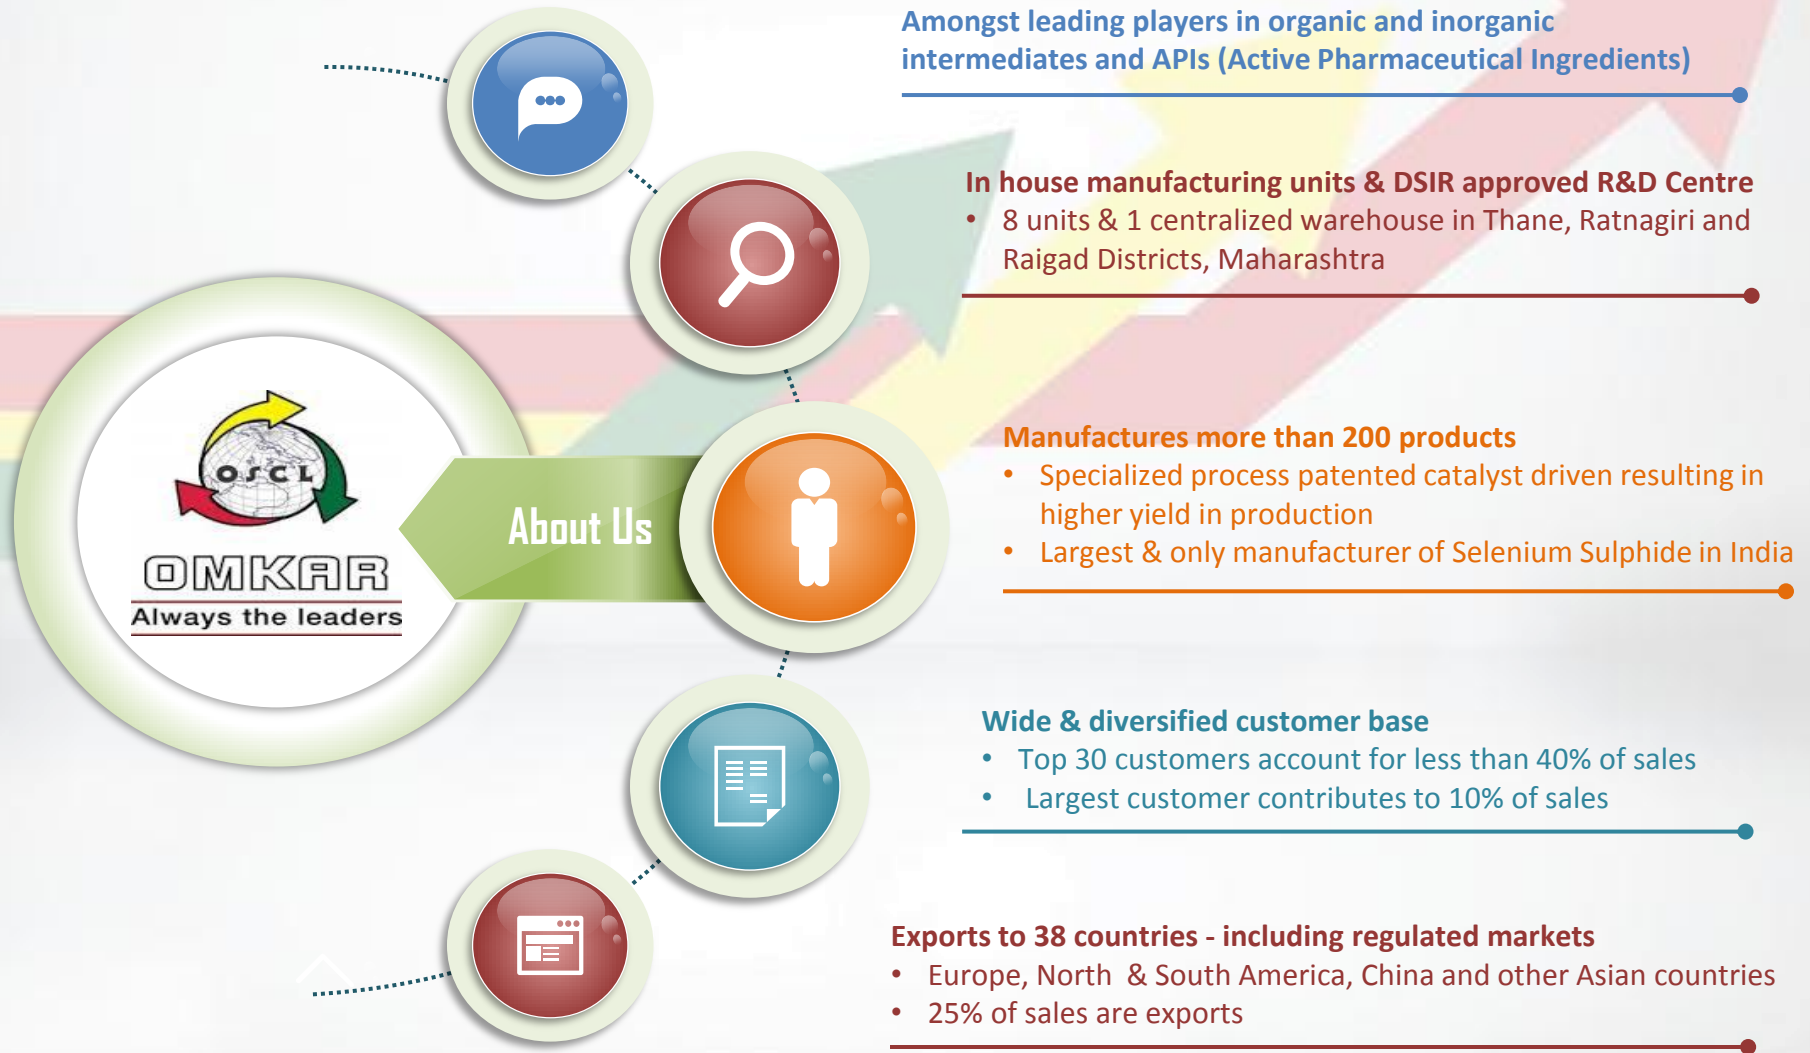 Amongst leading players in organic and inorganic
intermediates and APIs (Active Pharmaceutical Ingredients)
In house manufacturing units & DSIR approved R&D Centre
• 8 units & 1 centralized warehouse in Thane, Ratnagiri and
Raigad Districts, Maharashtra
OSCL
OMKAR
Always the leaders
About Us
Manufactures more than 200 products
• Specialized process patented catalyst driven resulting in
higher yield in production
• Largest & only manufacturer of Selenium Sulphide in India
Wide & diversified customer base
• Top 30 customers account for less than 40% of sales
• Largest customer contributes to 10% of sales
Exports to 38 countries - including regulated markets
• Europe, North & South America, China and other Asian countries
• 25% of sales are exports